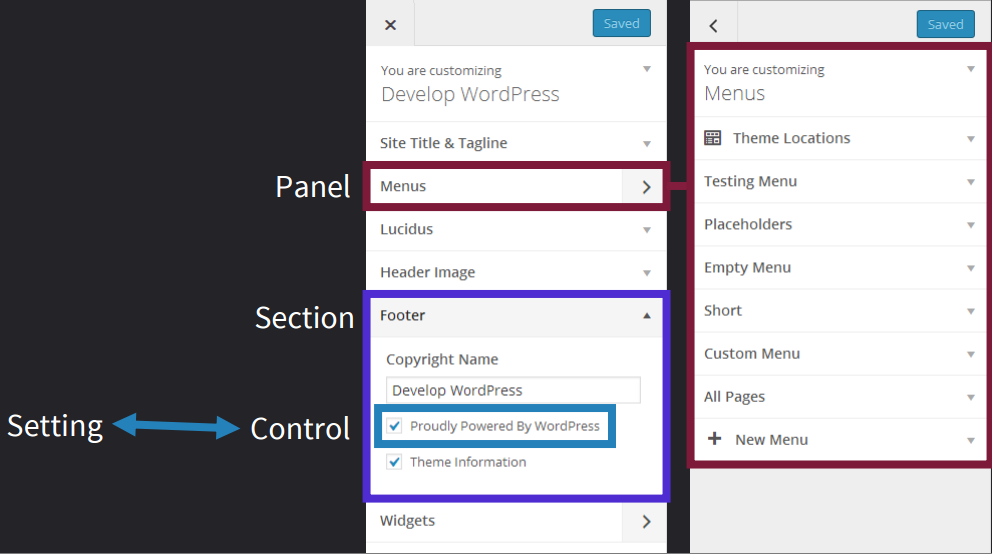 Saved
You are customizing
Develop WordPress
Site Title & Tagline
Panel
Menus
Lucidus
Header Image
Section
Footer
Copyright Name
Develop WordPress
Setting
Control
Proudly Powered By WordPress
Theme Information
Widgets
Saved
You are customizing
Menus
Theme Locations
Testing Menu
Placeholders
Empty Menu
Short
Custom Menu
All Pages
New Menu